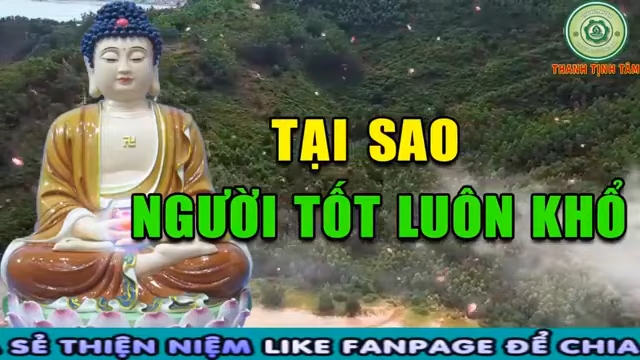 THANH TỊNH TÂM
TẠI SAO
NGƯỜI TỐT LUÔN KHỔ
SẺ THIỆN NIỆM LIKE FANPAGE ĐỂ CHIA